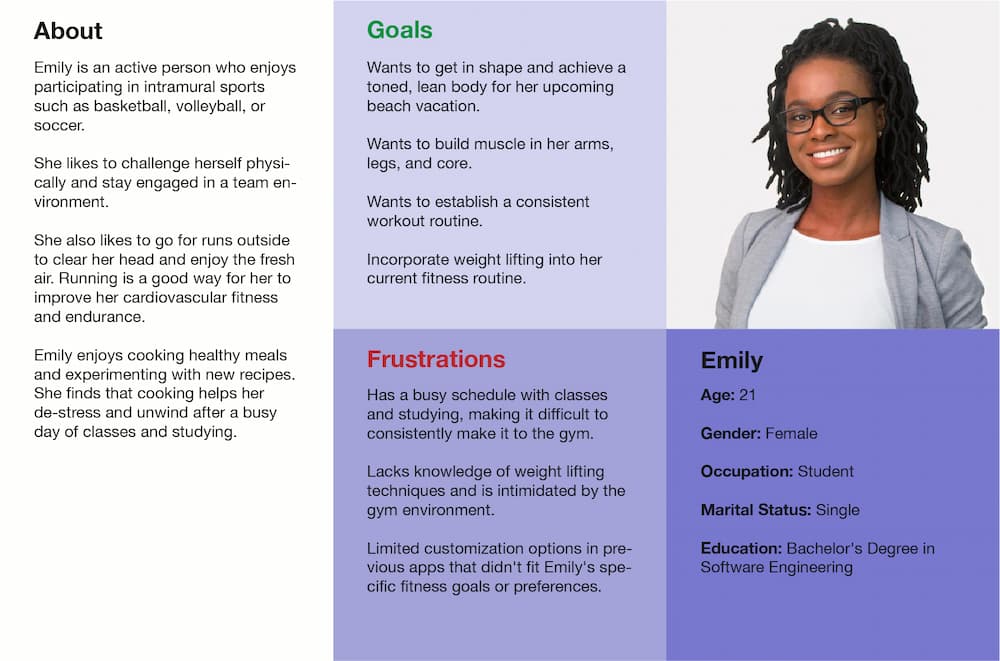 About
Emily is an active person who enjoys
participating in intramural sports
such as basketball, volleyball, or
soccer.
She likes to challenge herself physi-
cally and stay engaged in a team en-
vironment.
She also likes to go for runs outside
to clear her head and enjoy the fresh
air. Running is a good way for her to
improve her cardiovascular fitness
and endurance.
Emily enjoys cooking healthy meals
and experimenting with new recipes.
She finds that cooking helps her
de-stress and unwind after a busy
day of classes and studying.
Goals
Wants to get in shape and achieve a
toned, lean body for her upcoming
beach vacation.
Wants to build muscle in her arms,
legs, and core.
Wants to establish a consistent
workout routine.
Incorporate weight lifting into her
current fitness routine.
Frustrations
Has a busy schedule with classes
and studying, making it difficult to
consistently make it to the gym.
Lacks knowledge of weight lifting
techniques and is intimidated by the
gym environment.
Limited customization options in pre-
vious apps that didn't fit Emily's spe-
cific fitness goals or preferences.
Emily
Age: 21
Gender: Female
Occupation: Student
Marital Status: Single
Education: Bachelor's Degree in
Software Engineering